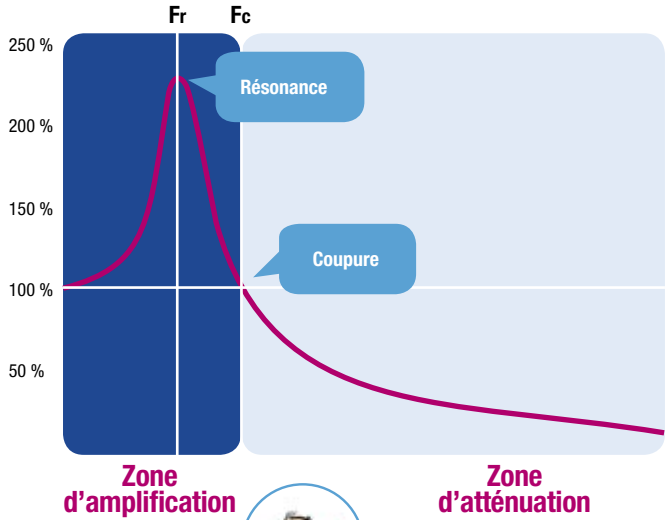 Fr Fc
250 %
Résonance
200 %
150 %
Coupure
100 %
50 %
Zone
d'amplification
Zone
d'atténuation